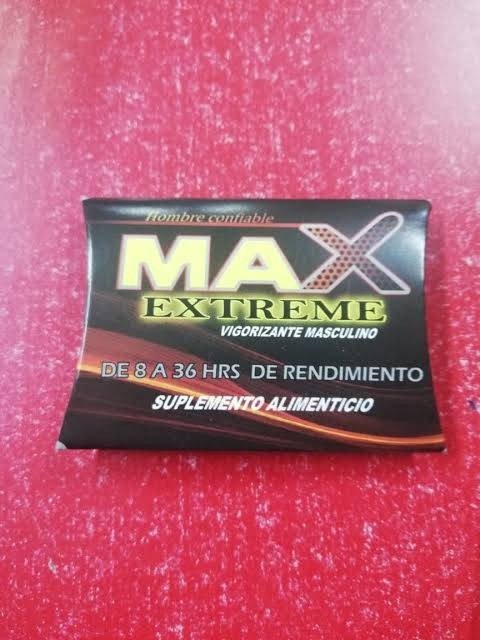 Hombre confiable
MAX
EXTREME
VIGORIZANTE MASCULINO
DE 8 A 36 HRS DE RENDIMIENTO
SUPLEMENTO ALIMENTICIO